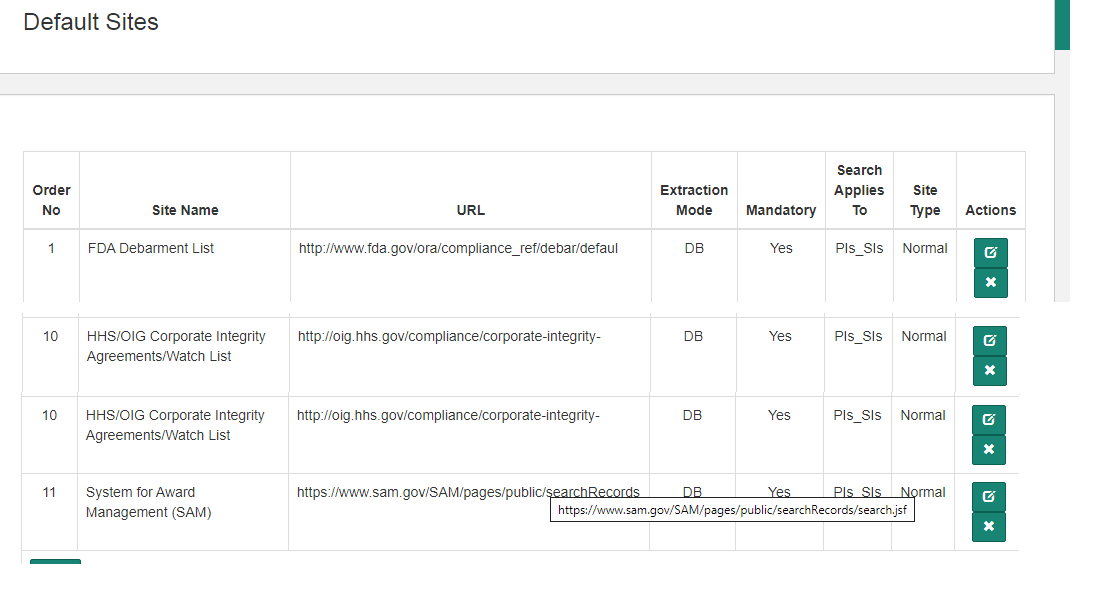 Default Sites
Order No Site Name URL Extraction Mode Mandatory Search Applies To Site Type Actions
1 FDA Debarment List http://www.fda.gov/ora/compliance_ref/debar/defaul DB Yes PIs_SIs Normal
10 HHS/OIG Corporate Integrity http://oig.hhs.gov/compliance/corporate-integrity- DB Yes PIs_SIs Normal
Agreements/Watch List
10 HHS/OIG Corporate Integrity http://oig.hhs.gov/compliance/corporate-integrity- DB Yes PIs_SIs Normal
Agreements/Watch List
11 System for Award https://www.sam.gov/SAM/pages/public/searchRecords DB Yes PIs_SIs Normal
Management (SAM)
https://www.sam.gov/SAM/pages/public/searchRecords/search.jsf